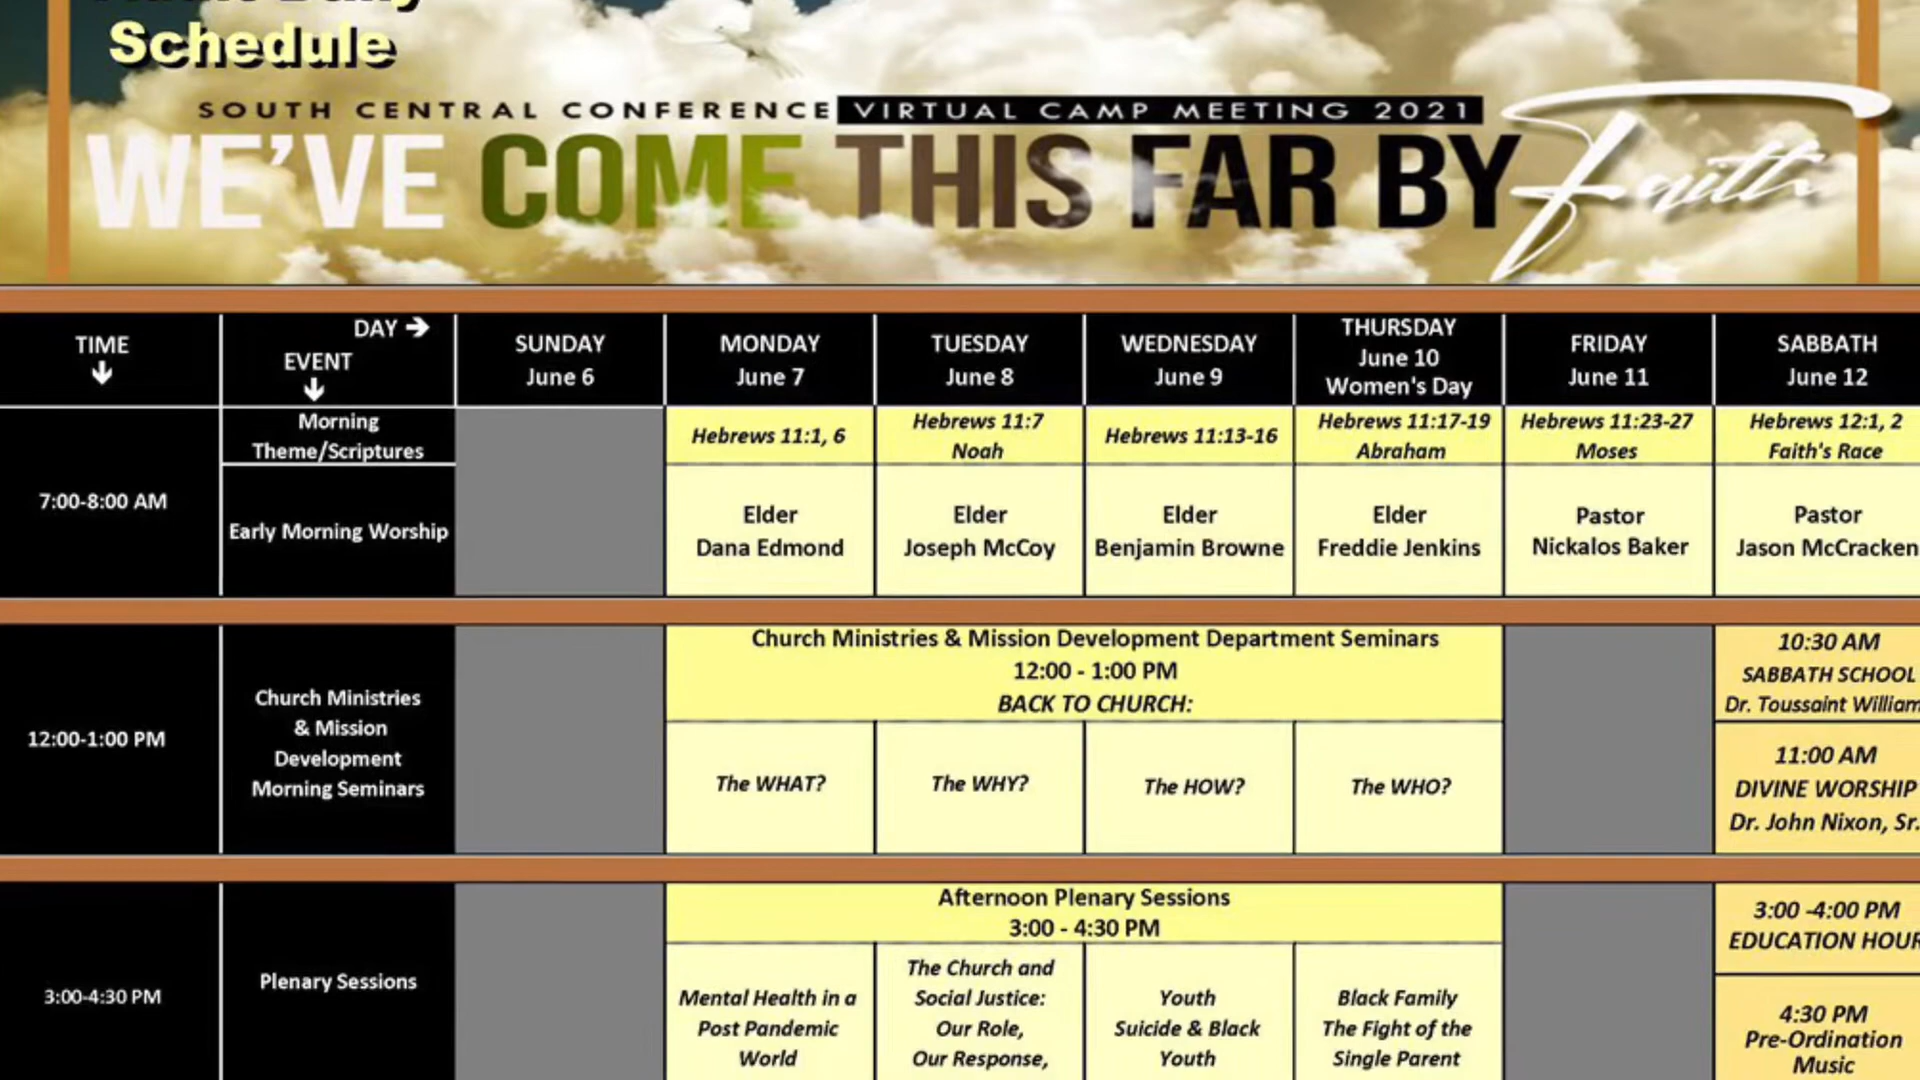 Schedule
SOUTH CENTRAL CONFERENCE VIRTUAL CAMP MEETING 2021
WE'VE COME THIS FAR BY Faith
TIME
DAY
EVENT
SUNDAY
June 6
MONDAY
June 7
TUESDAY
June 8
WEDNESDAY
June 9
THURSDAY
June 10
Women's Day
FRIDAY
June 11
SABBATH
June 12
7:00-8:00 AM
Morning
Theme/Scriptures
Hebrews 11:1, 6
Hebrews 11:7
Noah
Hebrews 11:13-16
Hebrews 11:17-19
Abraham
Hebrews 11:23-27
Moses
Hebrews 12:1, 2
Faith's Race
Early Morning Worship
Elder
Dana Edmond
Elder
Joseph McCoy
Elder
Benjamin Browne
Elder
Freddie Jenkins
Pastor
Nickalos Baker
Pastor
Jason McCracken
12:00-1:00 PM
Church Ministries
& Mission
Development
Morning Seminars
Church Ministries & Mission Development Department Seminars
12:00 - 1:00 PM
BACK TO CHURCH:
The WHAT?
The WHY?
The HOW?
The WHO?
10:30 AM
SABBATH SCHOOL
Dr. Toussaint William
11:00 AM
DIVINE WORSHIP
Dr. John Nixon, Sr.
3:00-4:30 PM
Plenary Sessions
Afternoon Plenary Sessions
3:00 - 4:30 PM
Mental Health in a
Post Pandemic
World
The Church and
Social Justice:
Our Role,
Our Response,
Youth
Suicide & Black
Youth
Black Family
The Fight of the
Single Parent
3:00 -4:00 PM
EDUCATION HOUR
4:30 PM
Pre-Ordination
Music